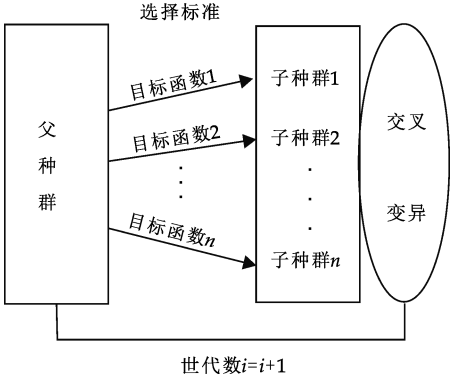 选择标准
父
种
群
目标函数1
目标函数2
目标函数n
子种群1
子种群2
子种群n
交叉
变异
世代数i=i+1